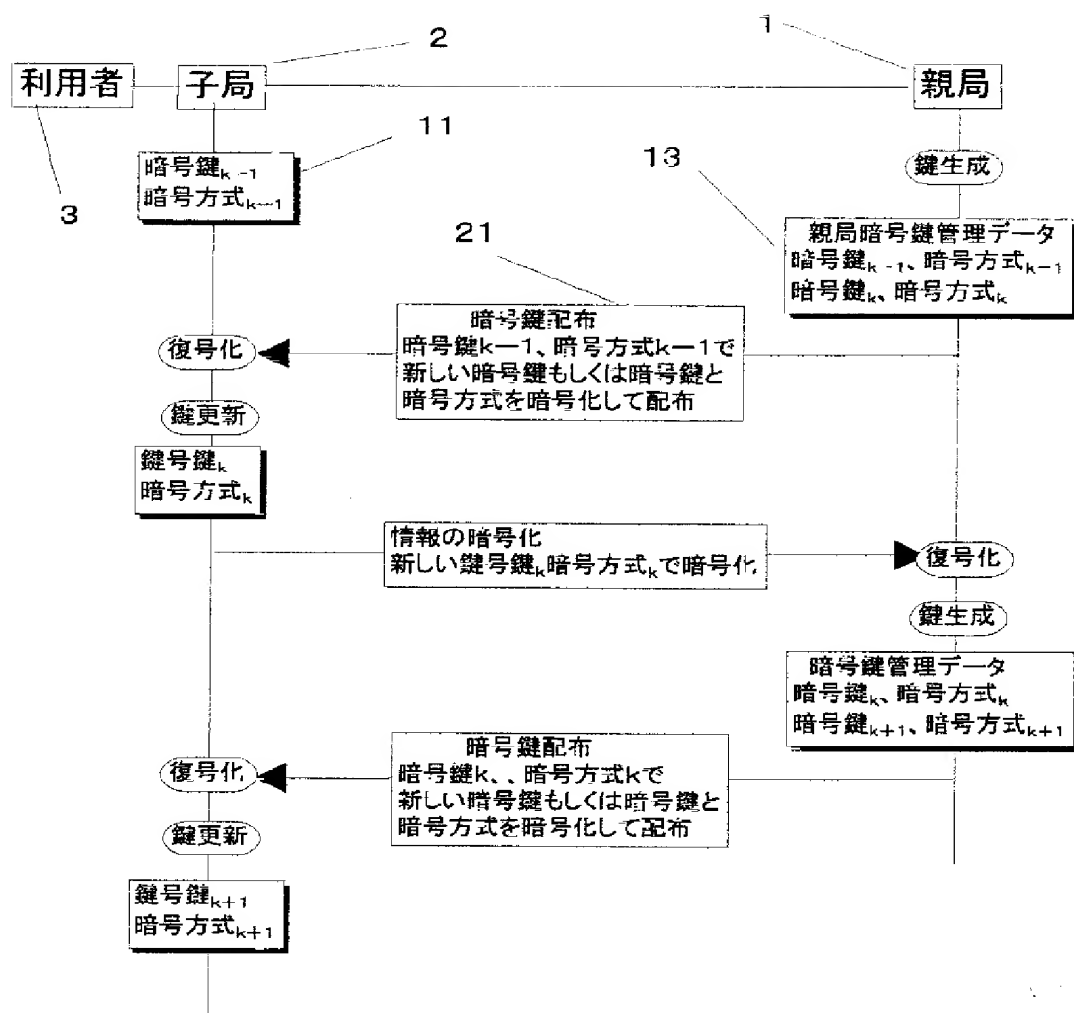 1
2
利用者
子局
親局
11
13
3
暗号鍵k-1
暗号方式k-1
鍵生成
親局暗号鍵管理データ
暗号鍵k-1、暗号方式k-1
暗号鍵k、暗号方式k
21
暗号鍵配布
暗号鍵k-1、暗号方式k-1で
新しい暗号鍵もしくは暗号鍵と
暗号方式を暗号化して配布
復号化
鍵更新
鍵号鍵k
暗号方式k
情報の暗号化
新しい鍵号鍵k暗号方式kで暗号化
復号化
鍵生成
暗号鍵管理データ
暗号鍵k、暗号方式k
暗号鍵k+1、暗号方式k+1
暗号鍵配布
暗号鍵k、、暗号方式kで
新しい暗号鍵もしくは暗号鍵と
暗号方式を暗号化して配布
復号化
鍵更新
鍵号鍵k+1
暗号方式k+1